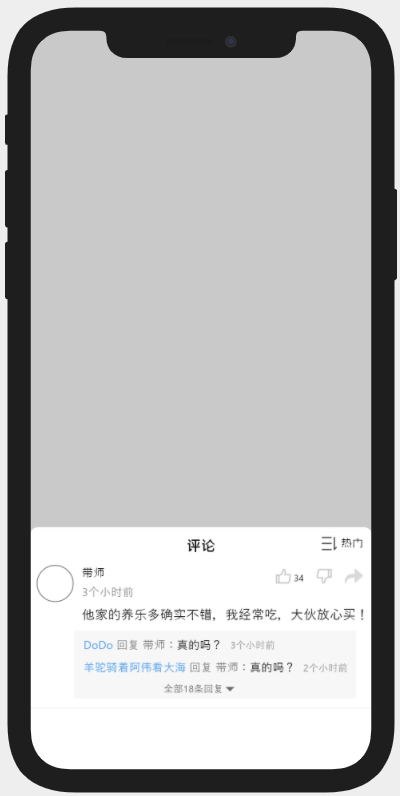 评论
热门
带师
34
3个小时前
他家的养乐多确实不错，我经常吃，大伙放心买！
DoDo 回复 带师：真的吗？ 3个小时前
羊驼骑着阿伟看大海 回复 带师：真的吗？ 2个小时前
全部18条回复